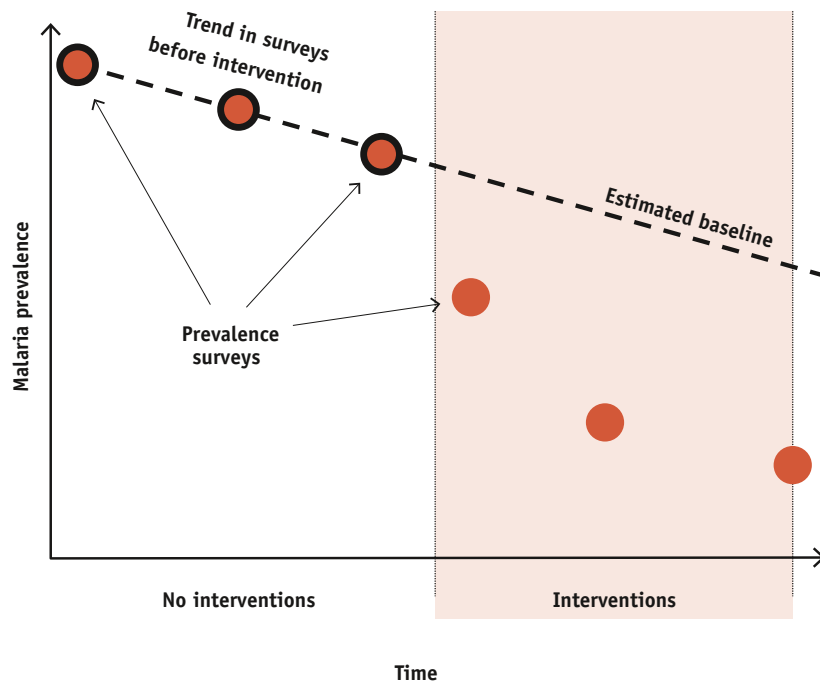 Trend in surveys
before intervention
Estimated baseline
Malaria prevalence
Prevalence
surveys
No interventions
Interventions
Time